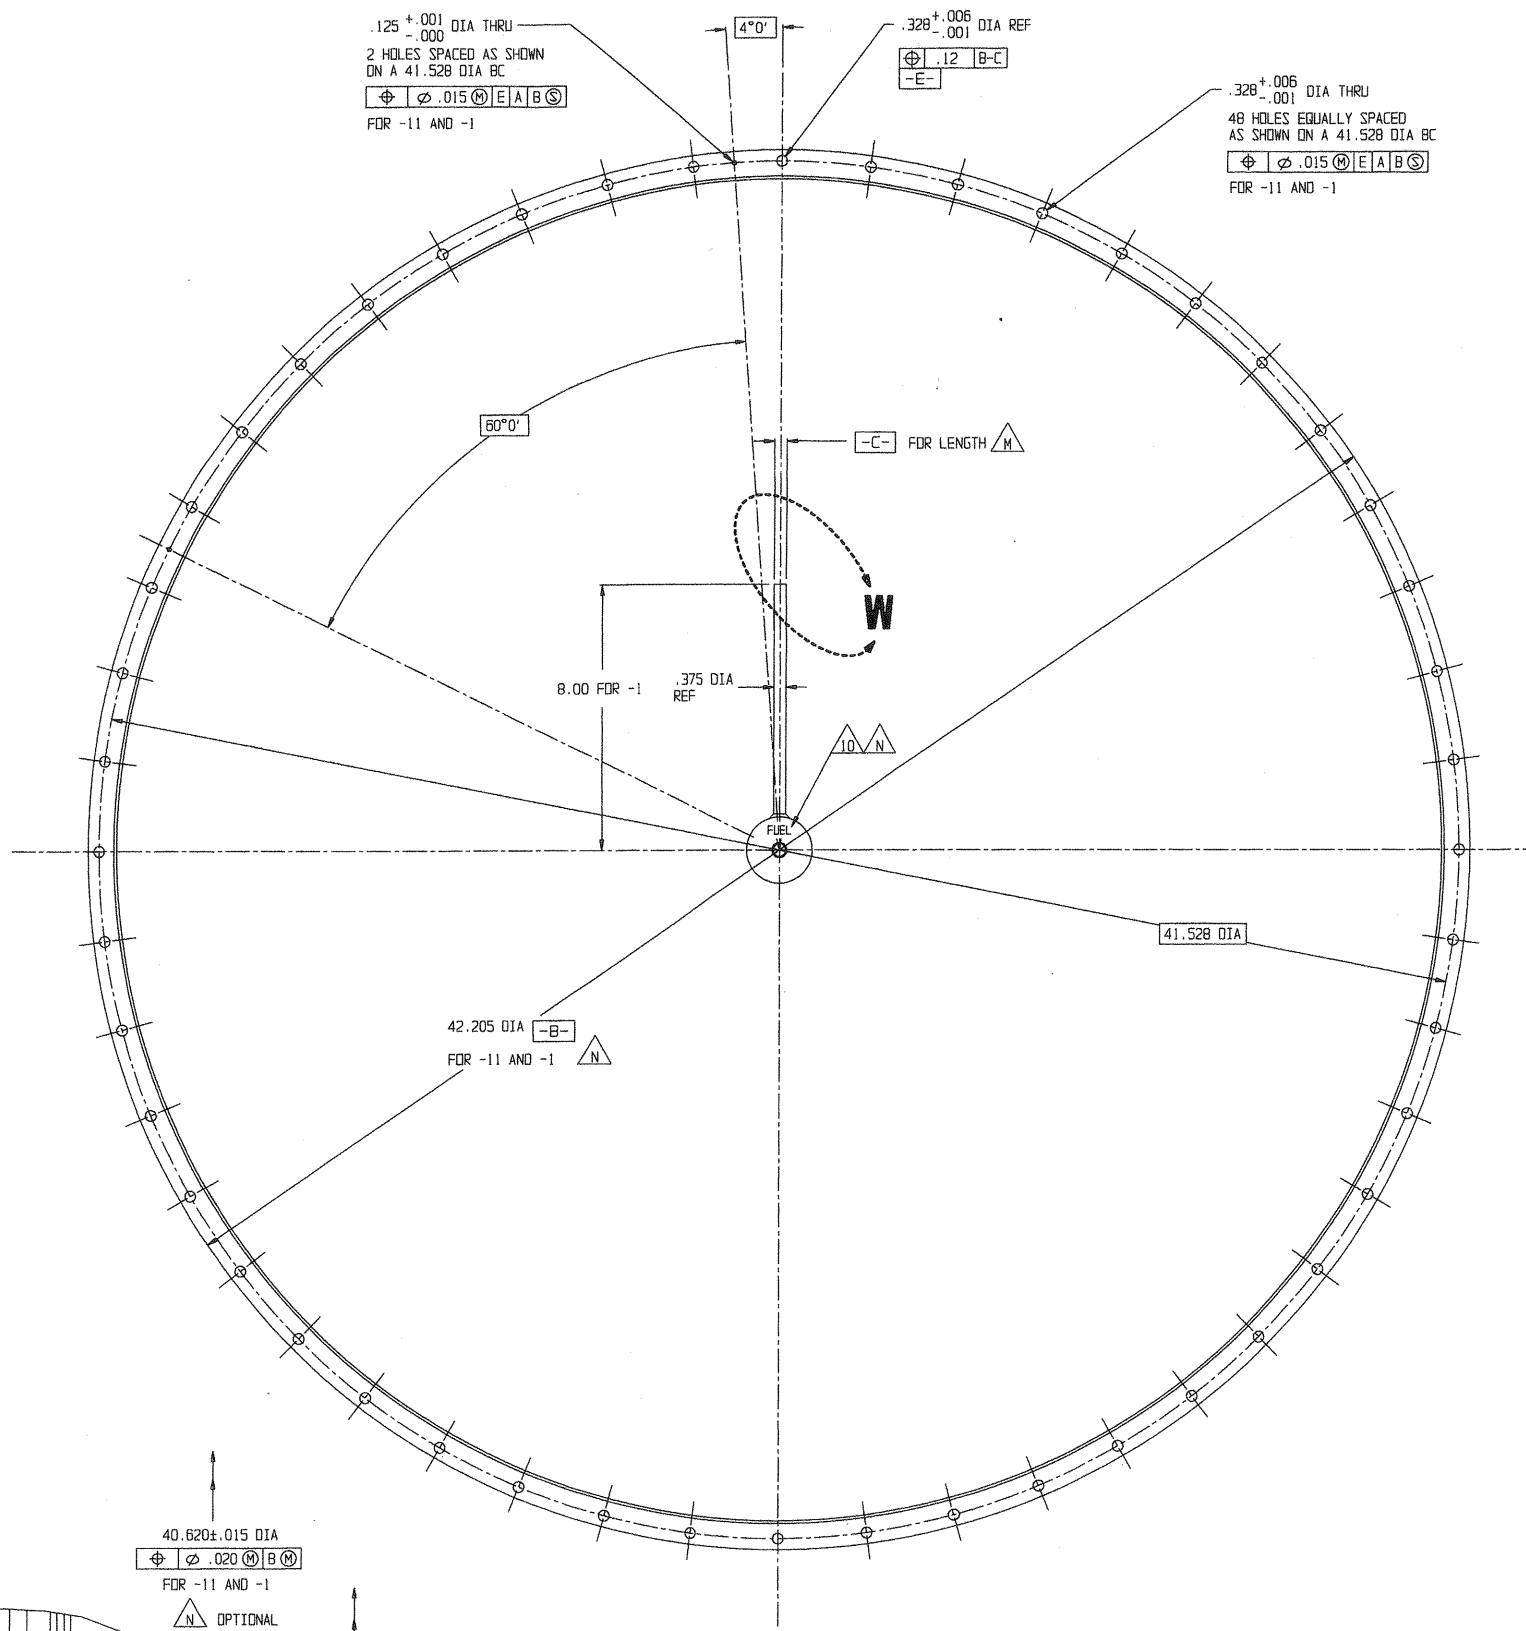 .125 +.001 -.000 DIA THRU
2 HOLES SPACED AS SHOWN
ON A 41.528 DIA BC
⌖ ⌀ .015 Ⓜ E A B Ⓢ
FOR -11 AND -1
4°0'
.328 +.006 -.001 DIA REF
⌖ .12 B-C
-E-
.328 +.006 -.001 DIA THRU
48 HOLES EQUALLY SPACED
AS SHOWN ON A 41.528 DIA BC
⌖ ⌀ .015 Ⓜ E A B Ⓢ
FOR -11 AND -1
60°0'
-C- FOR LENGTH M
W
8.00 FOR -1
.375 DIA
REF
10 N
FUEL
41.528 DIA
42.205 DIA -B-
FOR -11 AND -1 N
40.620±.015 DIA
⌖ ⌀ .020 Ⓜ B Ⓜ
FOR -11 AND -1
N OPTIONAL